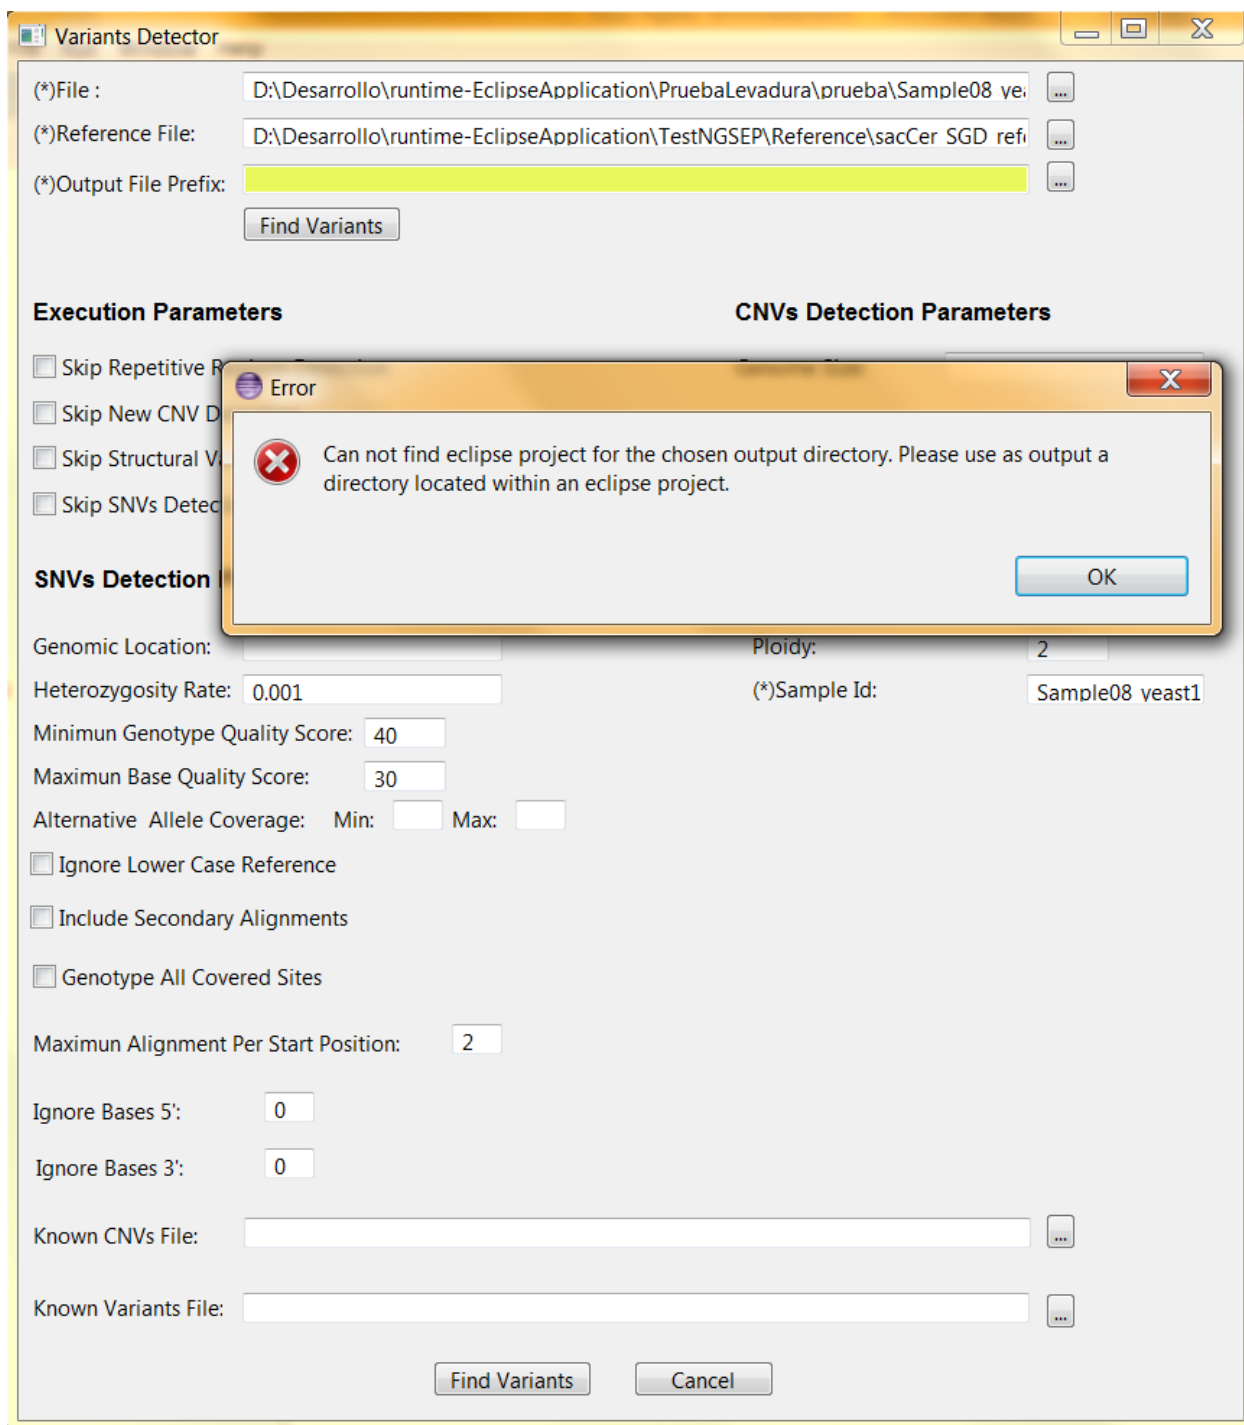 Variants Detector
(*)File :
D:\Desarrollo\runtime-EclipseApplication\PruebaLevadura\prueba\Sample08_yea
...
(*)Reference File:
D:\Desarrollo\runtime-EclipseApplication\TestNGSEP\Reference\sacCer_SGD_ref
...
(*)Output File Prefix:
...
Find Variants
Execution Parameters
CNVs Detection Parameters
Skip Repetitive
Genome Size:
Skip New CNV D
Error
X
Skip Structural V
Can not find eclipse project for the chosen output directory. Please use as output a
directory located within an eclipse project.
Skip SNVs Detec
OK
SNVs Detection
Genomic Location:
Ploidy:
2
Heterozygosity Rate:
0.001
(*)Sample Id:
Sample08_yeast1
Minimun Genotype Quality Score:
40
Maximun Base Quality Score:
30
Alternative Allele Coverage: Min: Max:
Ignore Lower Case Reference
Include Secondary Alignments
Genotype All Covered Sites
Maximun Alignment Per Start Position:
2
Ignore Bases 5':
0
Ignore Bases 3':
0
Known CNVs File:
...
Known Variants File:
...
Find Variants
Cancel